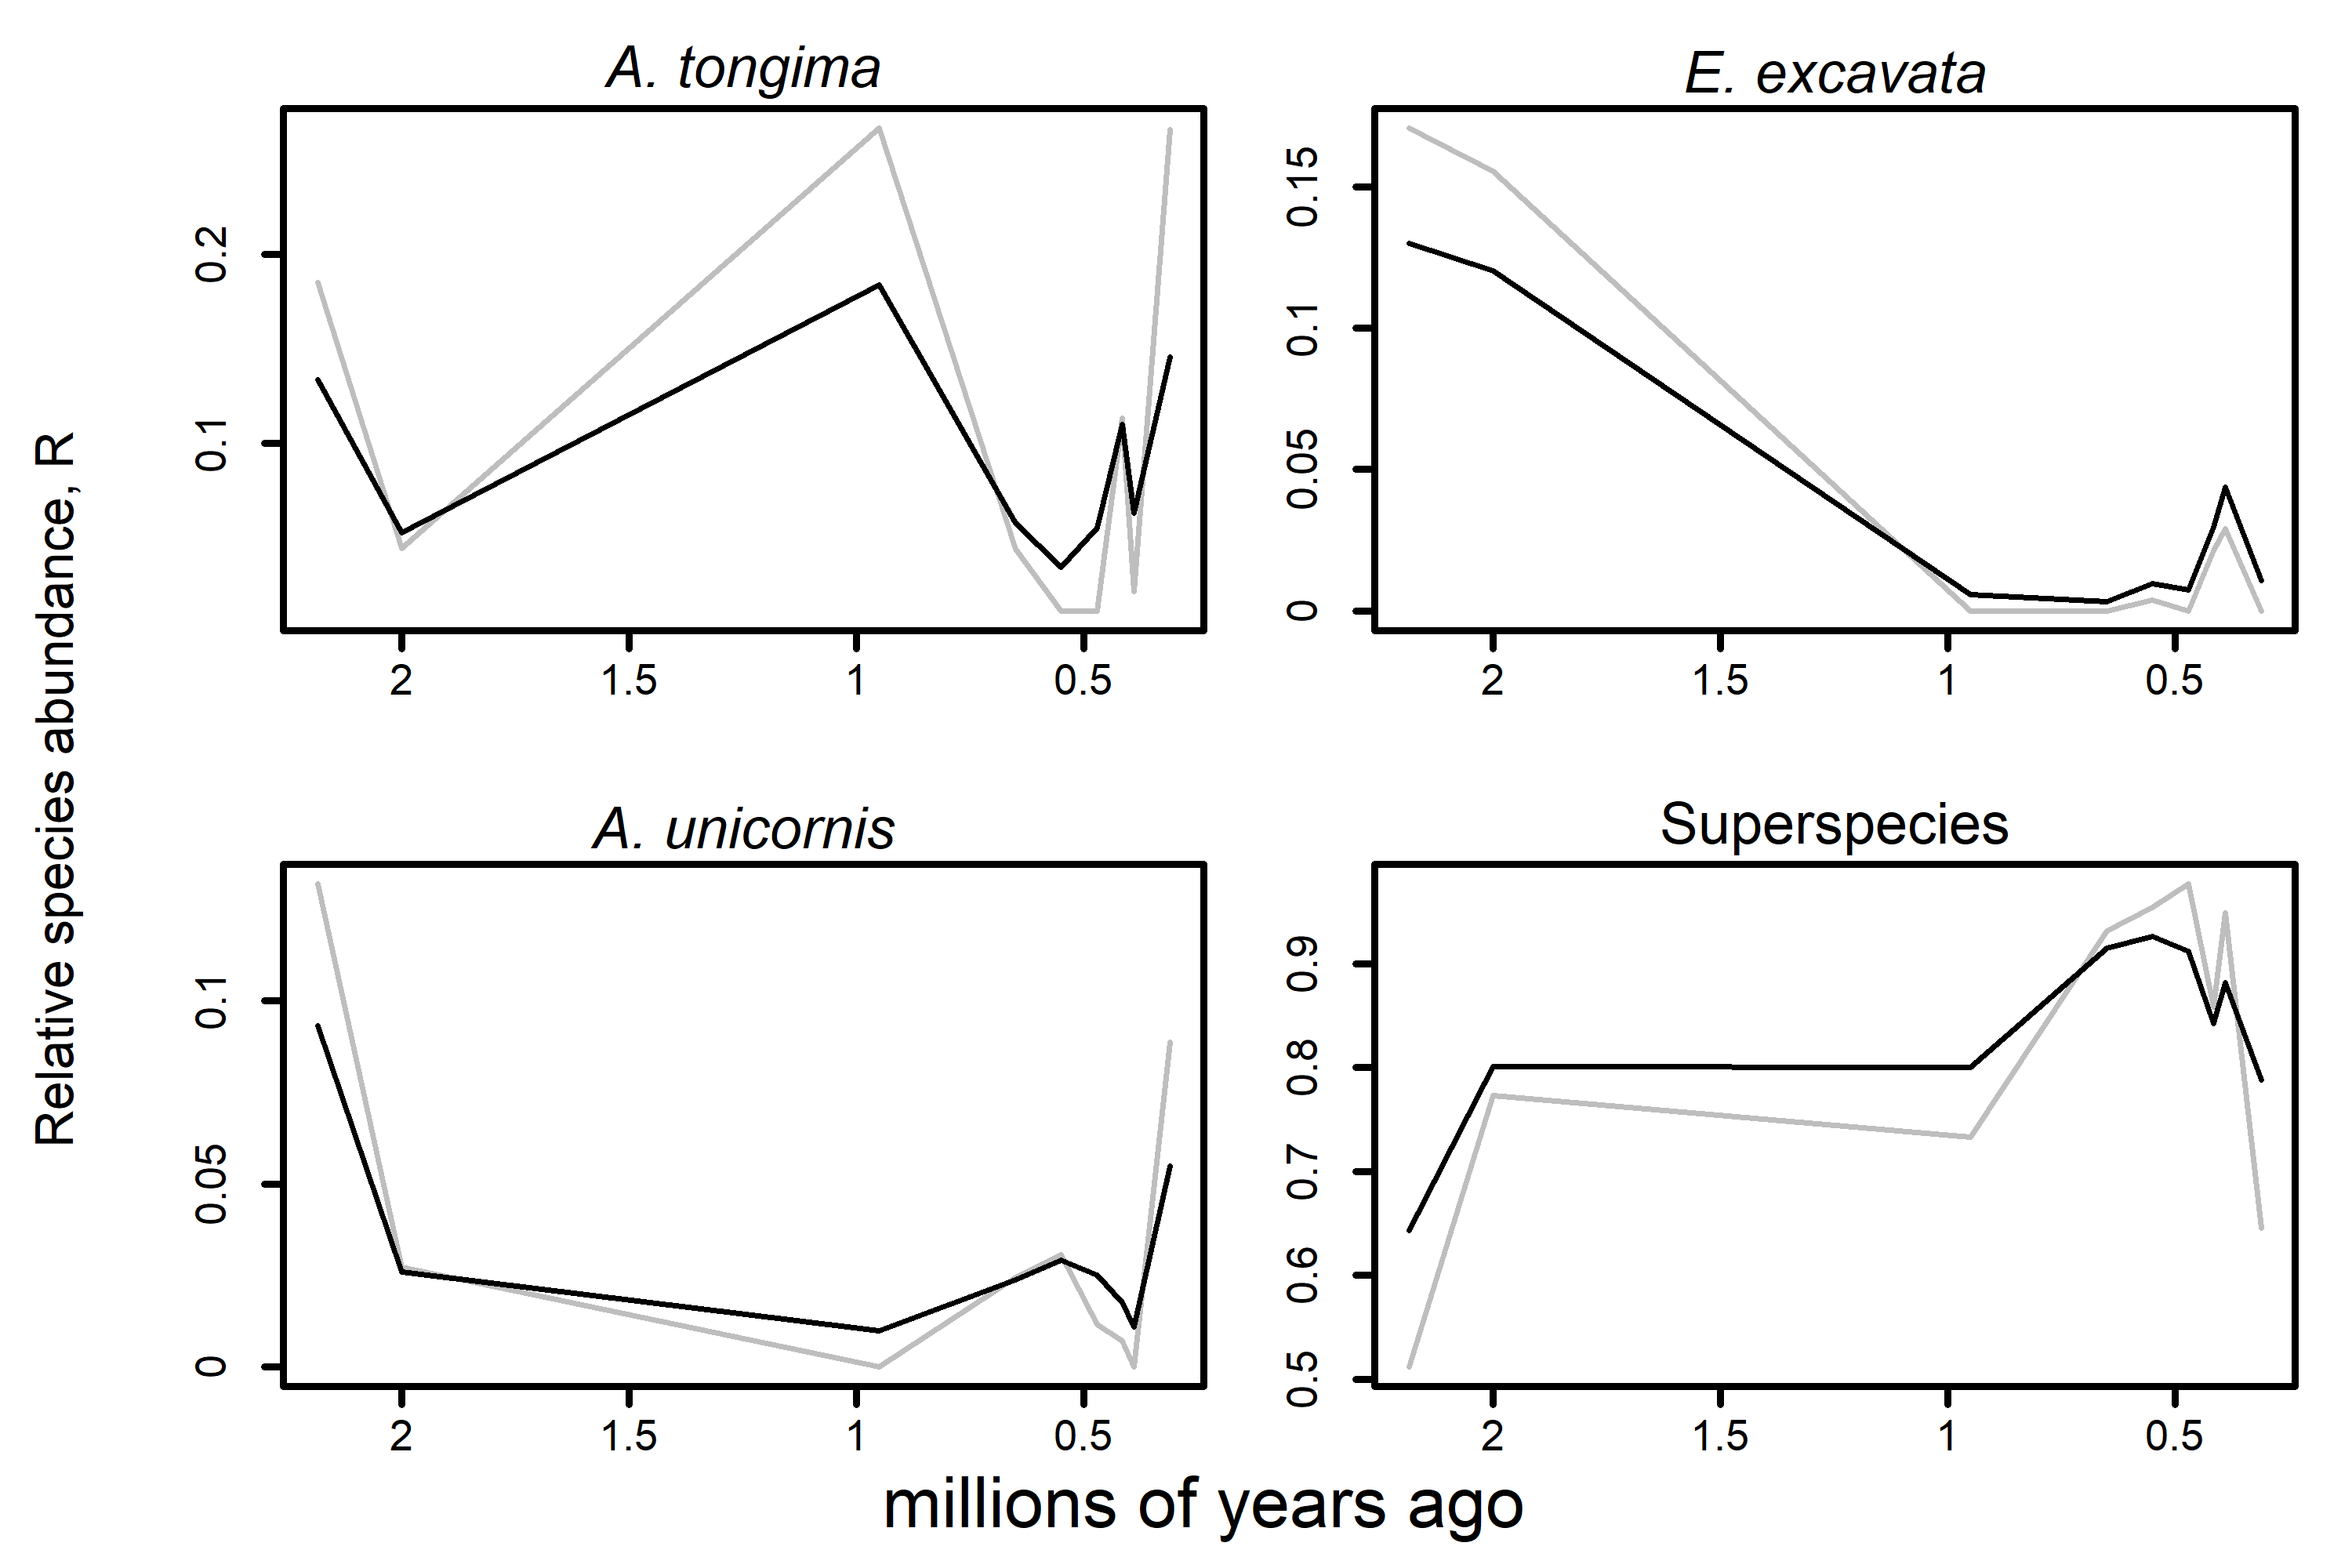 A. tongima
E. excavata
0.2
0.1
0.15
0.1
0.05
0
2 1.5 1 0.5
2 1.5 1 0.5
Relative species abundance, R
A. unicornis
Superspecies
0.1
0.05
0
0.9
0.8
0.7
0.6
0.5
2 1.5 1 0.5
2 1.5 1 0.5
millions of years ago